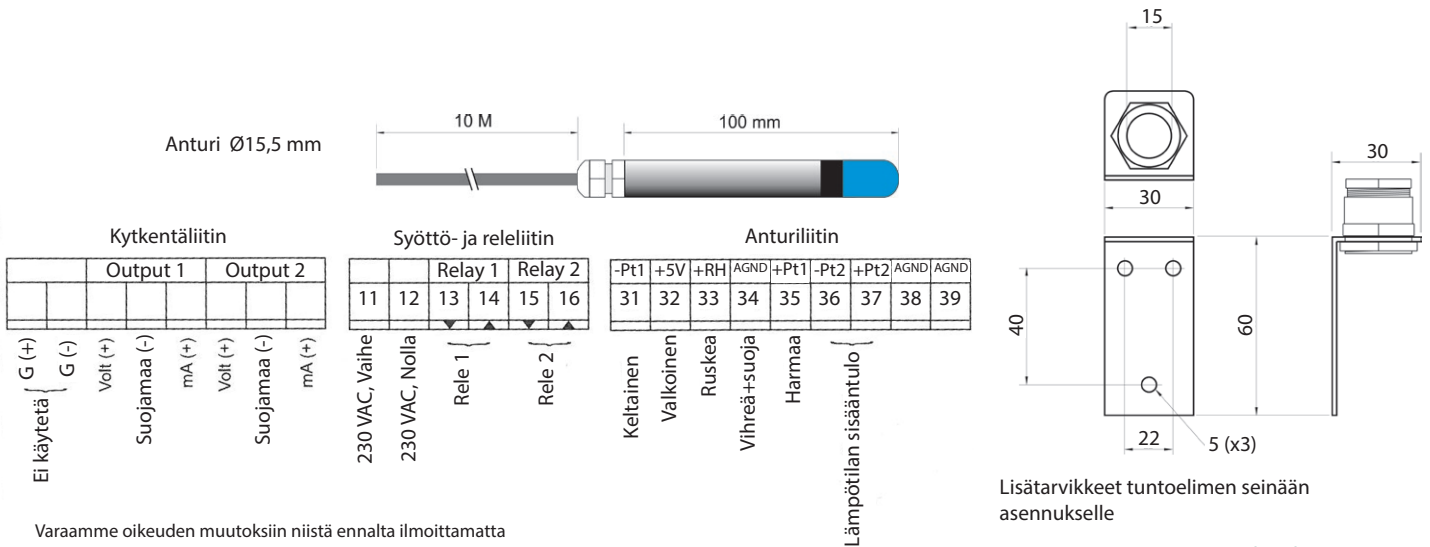 Anturi Ø15,5 mm
10 M
100 mm
Kytkentäliitin
Output 1 Output 2
G (+)
G (-)
Ei käytetä
Volt (+)
Suojamaa (-)
mA (+)
Volt (+)
Suojamaa (-)
mA (+)
Syöttö- ja releliitin
Relay 1 Relay 2
11 12 13 14 15 16
230 VAC, Vaihe
230 VAC, Nolla
Rele 1
Rele 2
Anturiliitin
-Pt1 +5V +RH AGND +Pt1 -Pt2 +Pt2 AGND AGND
31 32 33 34 35 36 37 38 39
Keltainen
Valkoinen
Ruskea
Vihreä+suoja
Harmaa
Lämpötilan sisääntulo
15
30
30
40
60
22
5 (x3)
Lisätarvikkeet tuntoelimen seinään
asennukselle
Varaamme oikeuden muutoksiin niistä ennalta ilmoittamatta